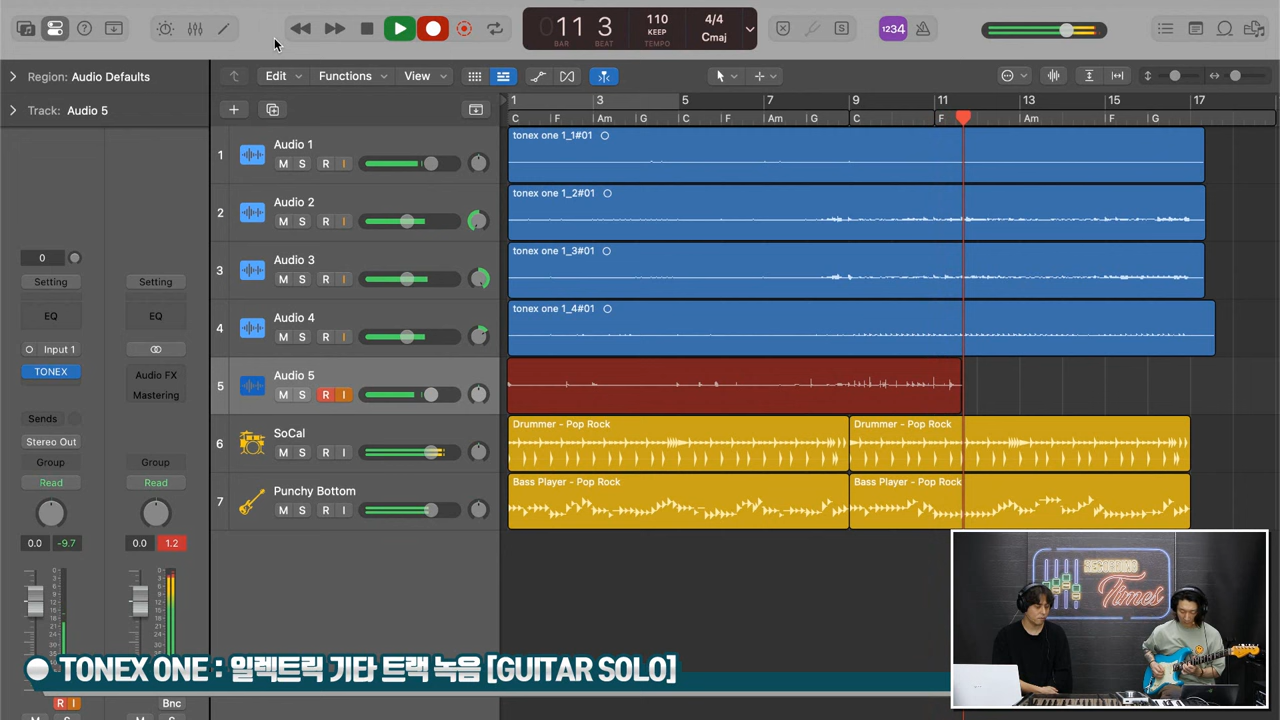 11 3
BAR BEAT
110
KEEP
TEMPO
4/4
Cmaj
1234
Region: Audio Defaults
Track: Audio 5
Edit
Functions
View
1 3 5 7 9 11 13 15 17
C F Am G C F Am G C F Am F G
0
Setting
EQ
Input 1
TONEX
Sends
Stereo Out
Group
Read
0.0 -9.7
R I
M S
Setting
EQ
Audio FX
Mastering
Group
Read
0.0 1.2
Bnc
1 Audio 1
M S R I
tonex one 1_1#01
2 Audio 2
M S R I
tonex one 1_2#01
3 Audio 3
M S R I
tonex one 1_3#01
4 Audio 4
M S R I
tonex one 1_4#01
5 Audio 5
M S R I
6 SoCal
M S R I
Drummer - Pop Rock
Drummer - Pop Rock
7 Punchy Bottom
M S R I
Bass Player - Pop Rock
Bass Player - Pop Rock
RECORDING
Times
TONEX ONE : 일렉트릭 기타 트랙 녹음 [GUITAR SOLO]